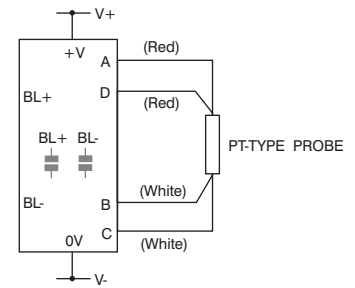 V+
+V
A
(Red)
D
(Red)
BL+
BL+ BL-
PT-TYPE PROBE
BL-
B
(White)
C
0V
(White)
V-